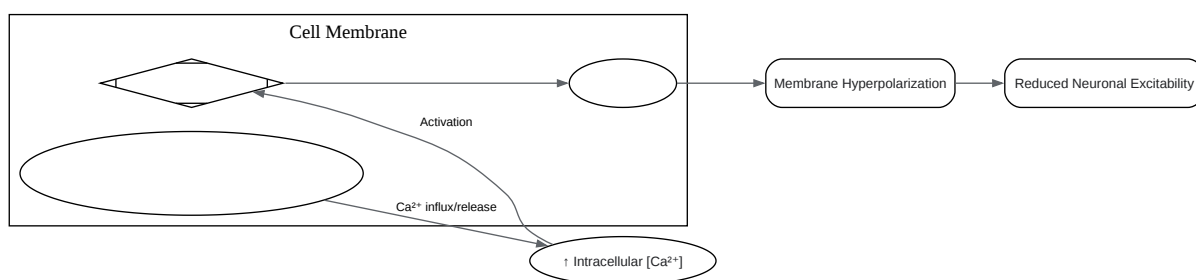 Cell Membrane
Membrane Hyperpolarization
Reduced Neuronal Excitability
Activation
Ca²⁺ influx/release
↑ Intracellular [Ca²⁺]